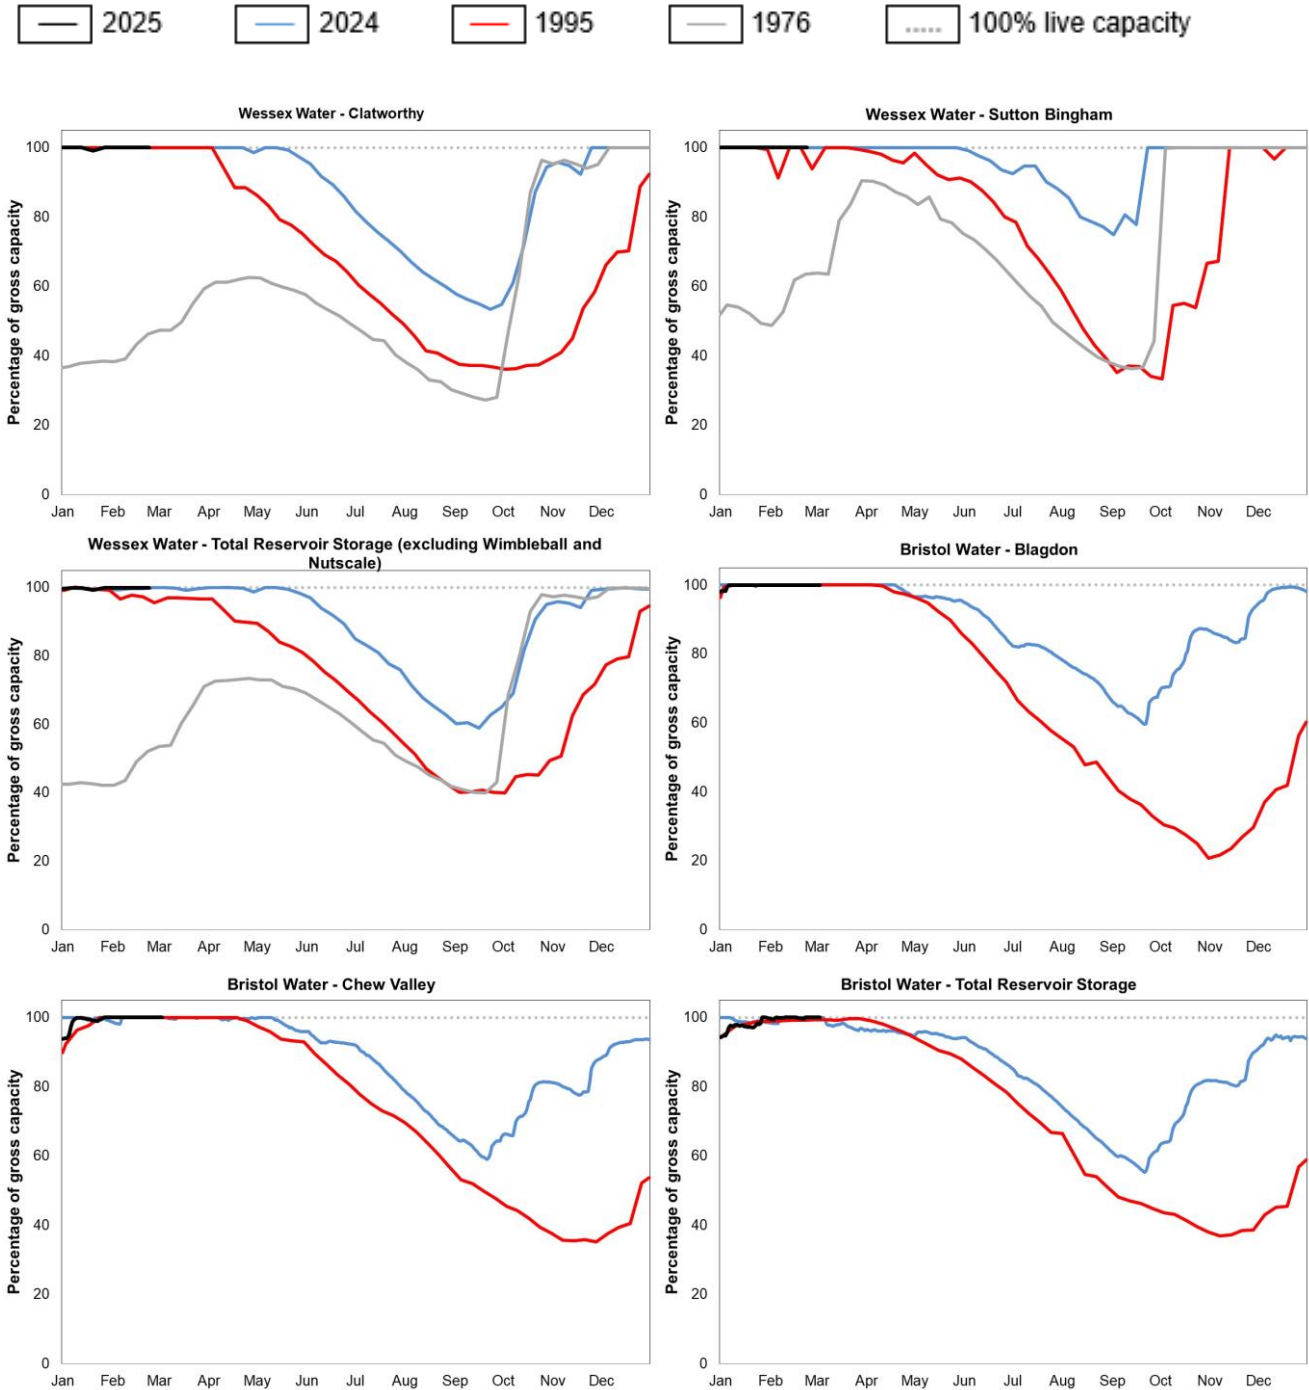 2025 2024 1995 1976 100% live capacity
Wessex Water - Clatworthy
Percentage of gross capacity
100
80
60
40
20
0
Jan Feb Mar Apr May Jun Jul Aug Sep Oct Nov Dec
Wessex Water - Sutton Bingham
Percentage of gross capacity
100
80
60
40
20
0
Jan Feb Mar Apr May Jun Jul Aug Sep Oct Nov Dec
Wessex Water - Total Reservoir Storage (excluding Wimbleball and
Nutscale)
Percentage of gross capacity
100
80
60
40
20
0
Jan Feb Mar Apr May Jun Jul Aug Sep Oct Nov Dec
Bristol Water - Blagdon
Percentage of gross capacity
100
80
60
40
20
0
Jan Feb Mar Apr May Jun Jul Aug Sep Oct Nov Dec
Bristol Water - Chew Valley
Percentage of gross capacity
100
80
60
40
20
0
Jan Feb Mar Apr May Jun Jul Aug Sep Oct Nov Dec
Bristol Water - Total Reservoir Storage
Percentage of gross capacity
100
80
60
40
20
0
Jan Feb Mar Apr May Jun Jul Aug Sep Oct Nov Dec